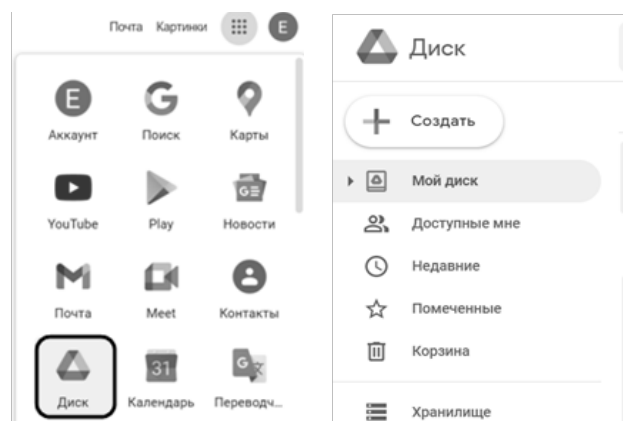 Почта Картинки E
E
Аккаунт Поиск Карты
YouTube Play Новости
Почта Meet Контакты
31
Диск Календарь Переводч...
Диск
Создать
Мой диск
Доступные мне
Недавние
Помеченные
Корзина
Хранилище